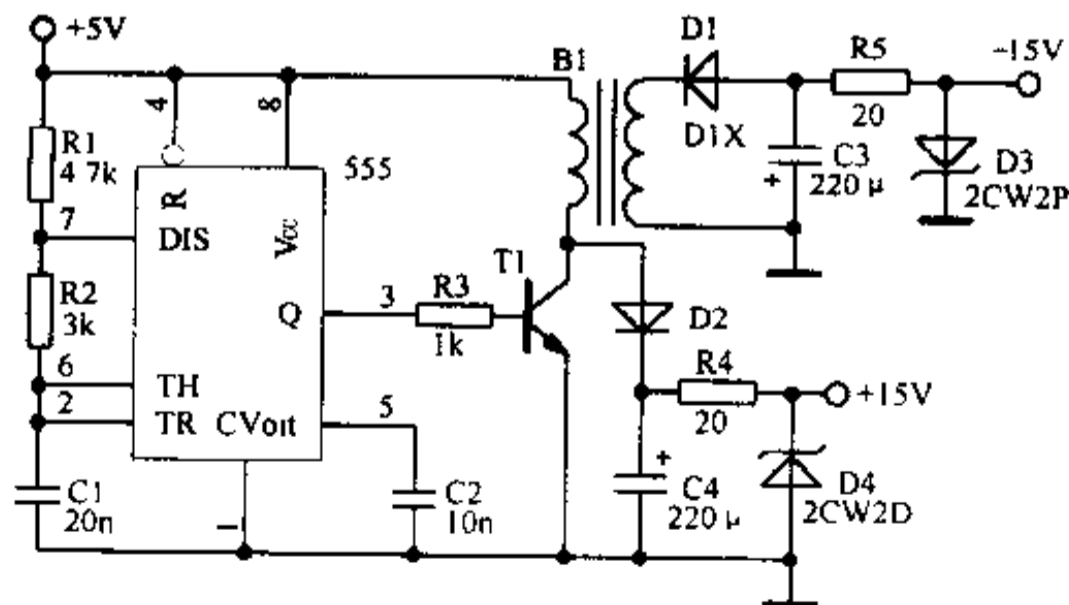 +5V
D1
B1
R5
-15V
4
8
R1
4 7k
555
20
D1X
C3
220 μ
+
D3
2CW2P
R
7
DIS
Vcc
T1
R2
3k
Q
3
R3
1k
D2
6
TH
R4
+15V
2
TR
CVoIt
5
20
+
C1
20n
1
C2
10n
C4
220 μ
D4
2CW2D